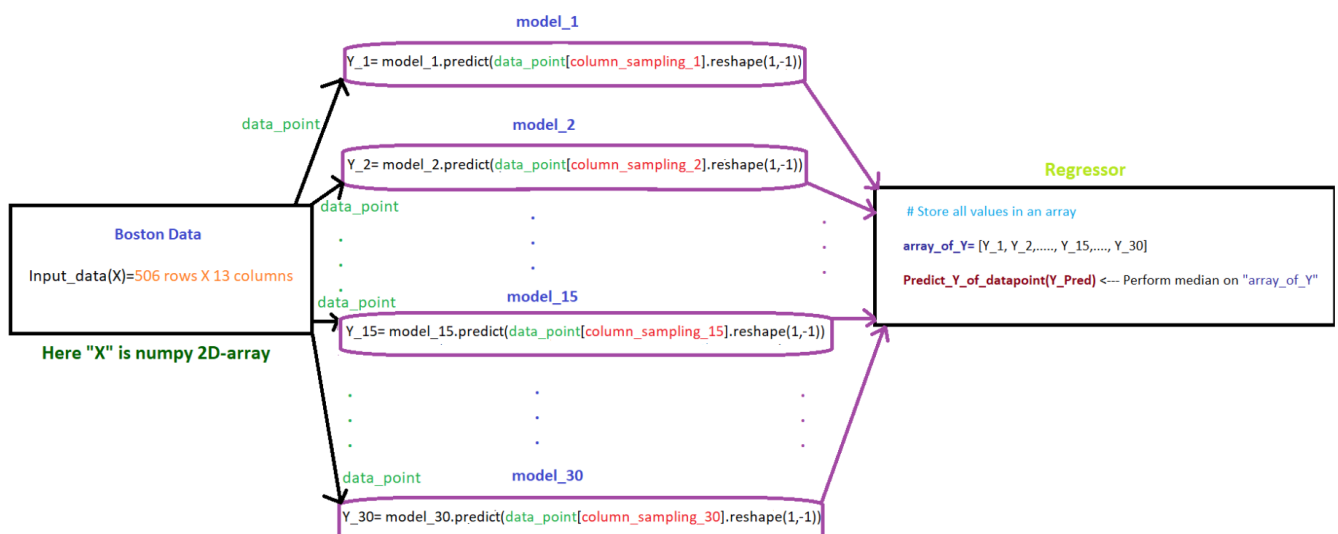 model_1
Y_1= model_1.predict(data_point[column_sampling_1].reshape(1,-1))
data_point
model_2
Y_2= model_2.predict(data_point[column_sampling_2].reshape(1,-1))
data_point
Boston Data
Input_data(X)=506 rows X 13 columns
Here "X" is numpy 2D-array
data_point
model_15
Y_15= model_15.predict(data_point[column_sampling_15].reshape(1,-1))
data_point
model_30
Y_30= model_30.predict(data_point[column_sampling_30].reshape(1,-1))
Regressor
# Store all values in an array
array_of_Y= [Y_1, Y_2,....., Y_15,...., Y_30]
Predict_Y_of_datapoint(Y_Pred) <--- Perform median on "array_of_Y"